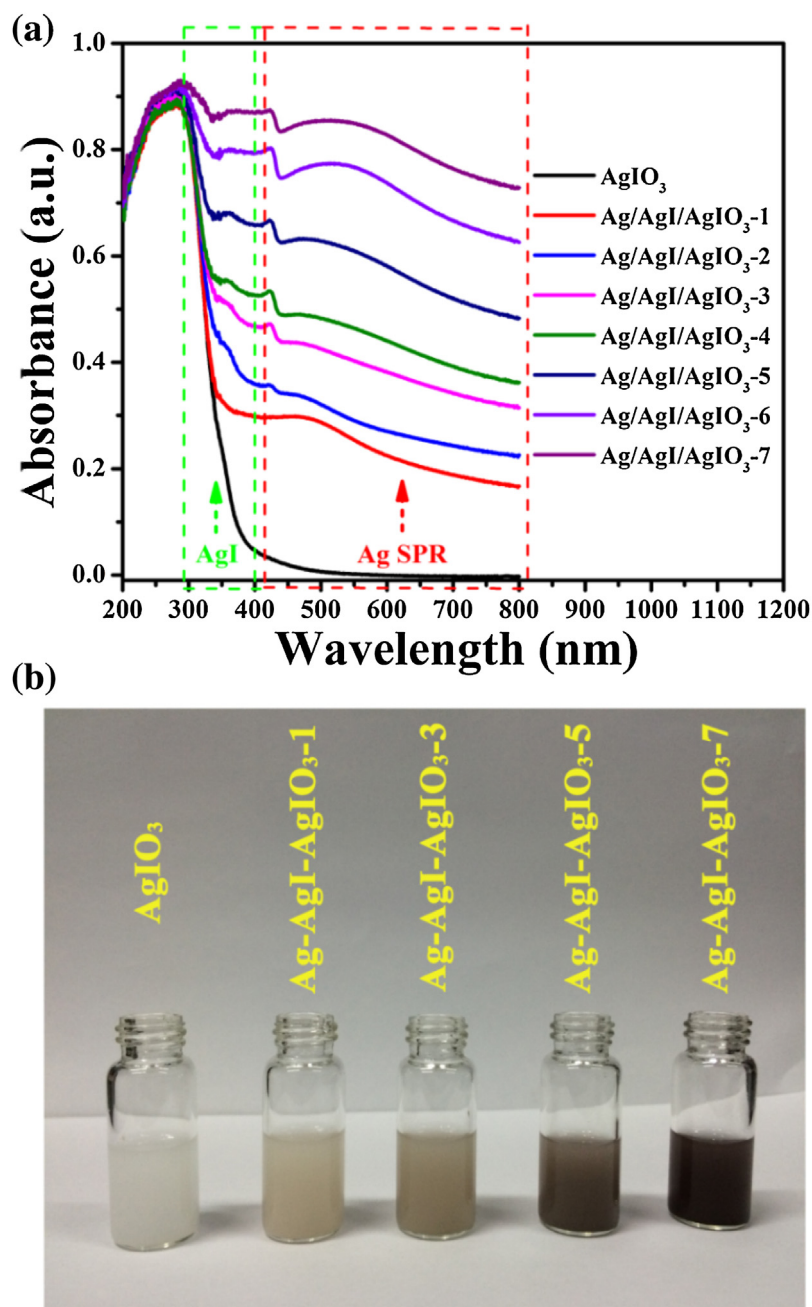 (a)
1.0
0.8
0.6
0.4
0.2
0.0
Absorbance (a.u.)
AgIO₃
Ag/AgI/AgIO₃-1
Ag/AgI/AgIO₃-2
Ag/AgI/AgIO₃-3
Ag/AgI/AgIO₃-4
Ag/AgI/AgIO₃-5
Ag/AgI/AgIO₃-6
Ag/AgI/AgIO₃-7
AgI
Ag SPR
200 300 400 500 600 700 800 900 1000 1100 1200
Wavelength (nm)
(b)
AgIO₃
Ag-AgI-AgIO₃-1
Ag-AgI-AgIO₃-3
Ag-AgI-AgIO₃-5
Ag-AgI-AgIO₃-7